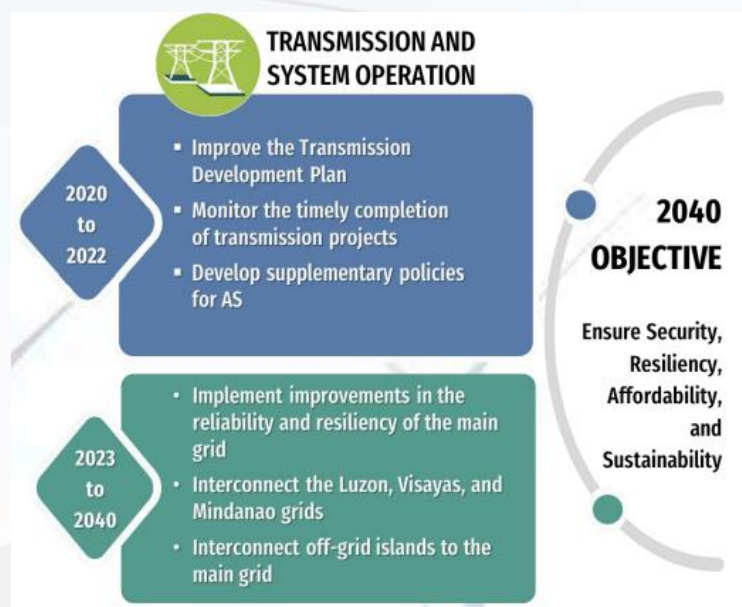 TRANSMISSION AND
SYSTEM OPERATION
2020
to
2022
▪ Improve the Transmission
Development Plan
▪ Monitor the timely completion
of transmission projects
▪ Develop supplementary policies
for AS
2023
to
2040
• Implement improvements in the
reliability and resiliency of the main
grid
• Interconnect the Luzon, Visayas, and
Mindanao grids
• Interconnect off-grid islands to the
main grid
2040
OBJECTIVE
Ensure Security,
Resiliency,
Affordability,
and
Sustainability